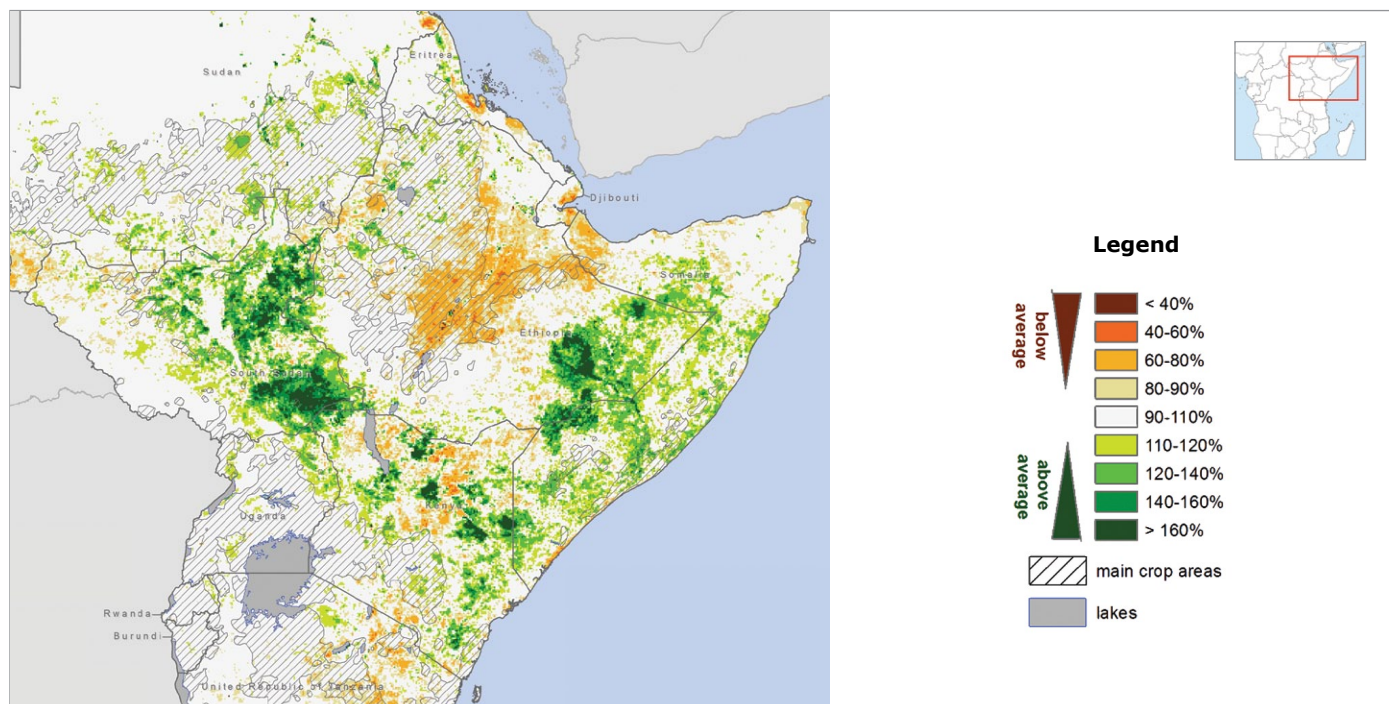 Sudan
Eritrea
Djibouti
Somalia
Ethiopia
South Sudan
Kenya
Uganda
Rwanda
Burundi
United Republic of Tanzania
Legend
below
average
above
average
< 40%
40-60%
60-80%
80-90%
90-110%
110-120%
120-140%
140-160%
> 160%
main crop areas
lakes